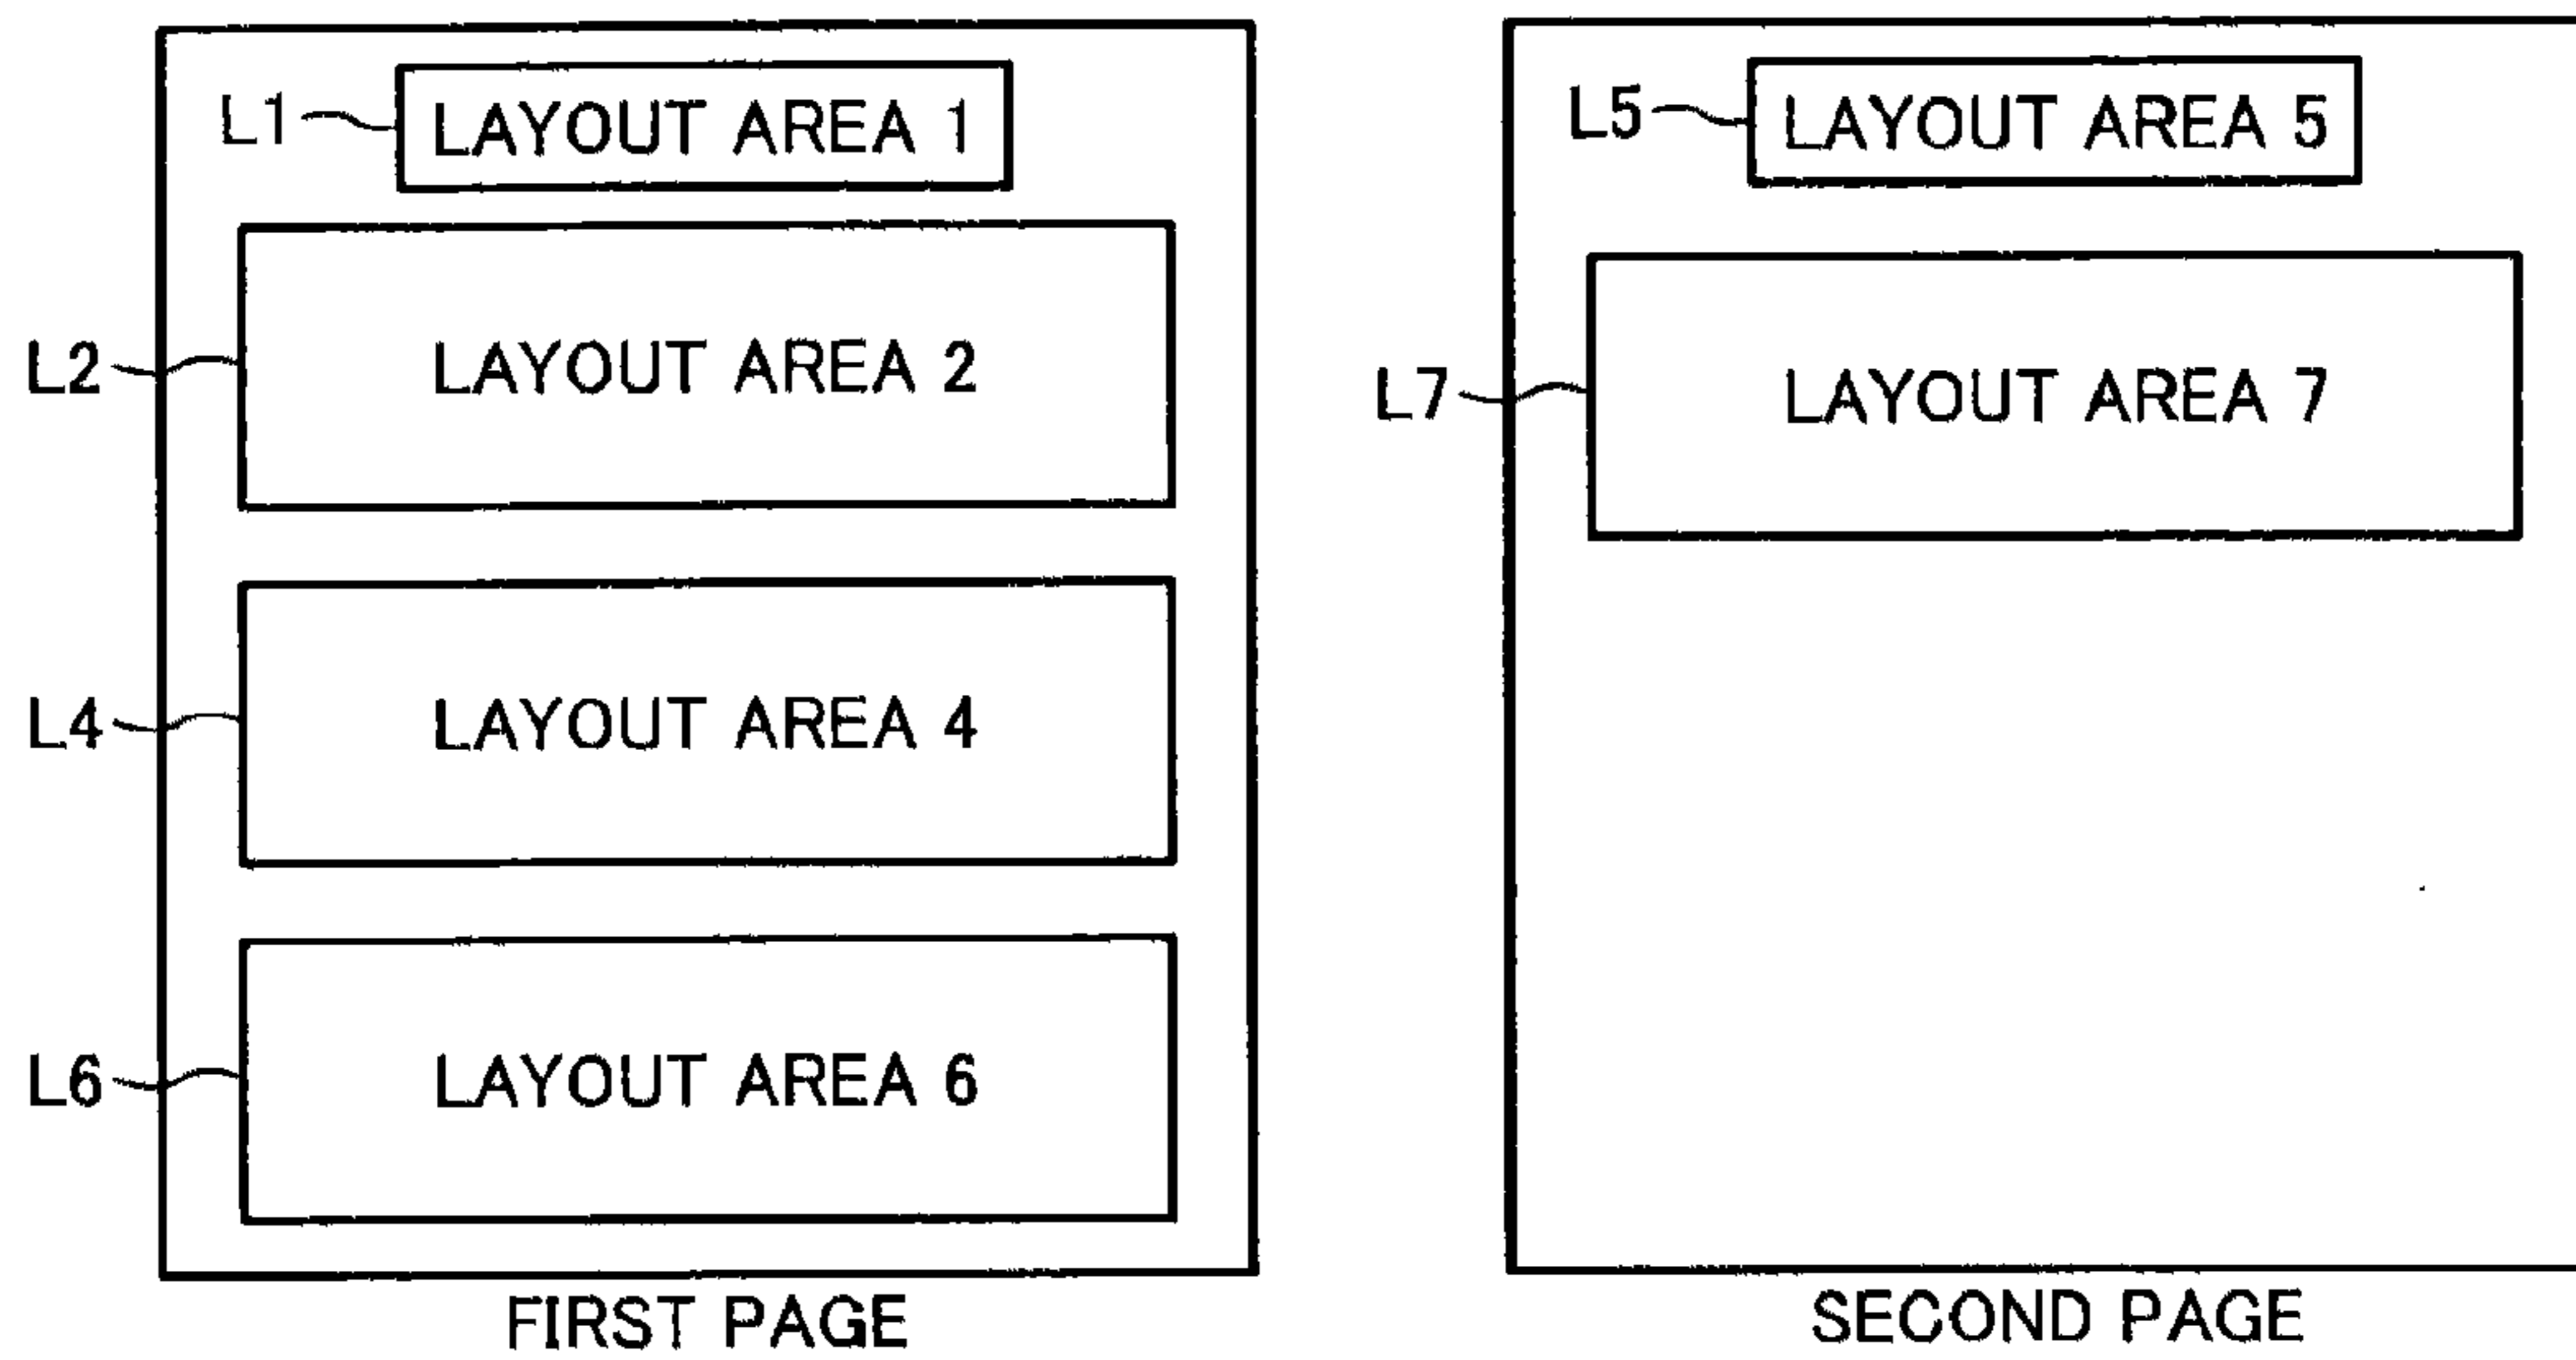 L1 LAYOUT AREA 1
L2 LAYOUT AREA 2
L4 LAYOUT AREA 4
L6 LAYOUT AREA 6
FIRST PAGE
L5 LAYOUT AREA 5
L7 LAYOUT AREA 7
SECOND PAGE